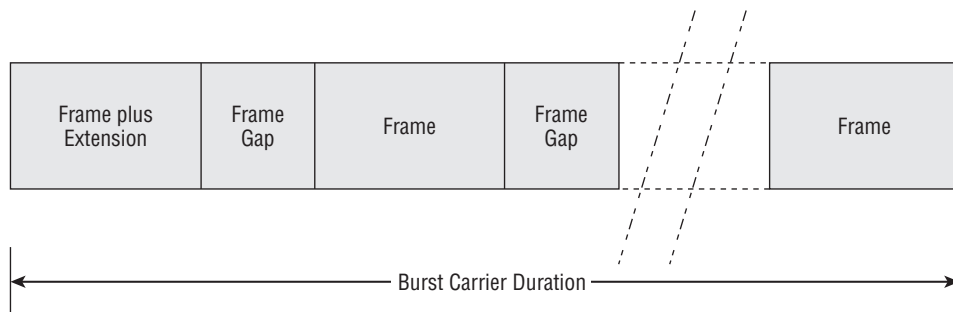 Frame plus
Extension
Frame
Gap
Frame
Frame
Gap
Frame
Burst Carrier Duration